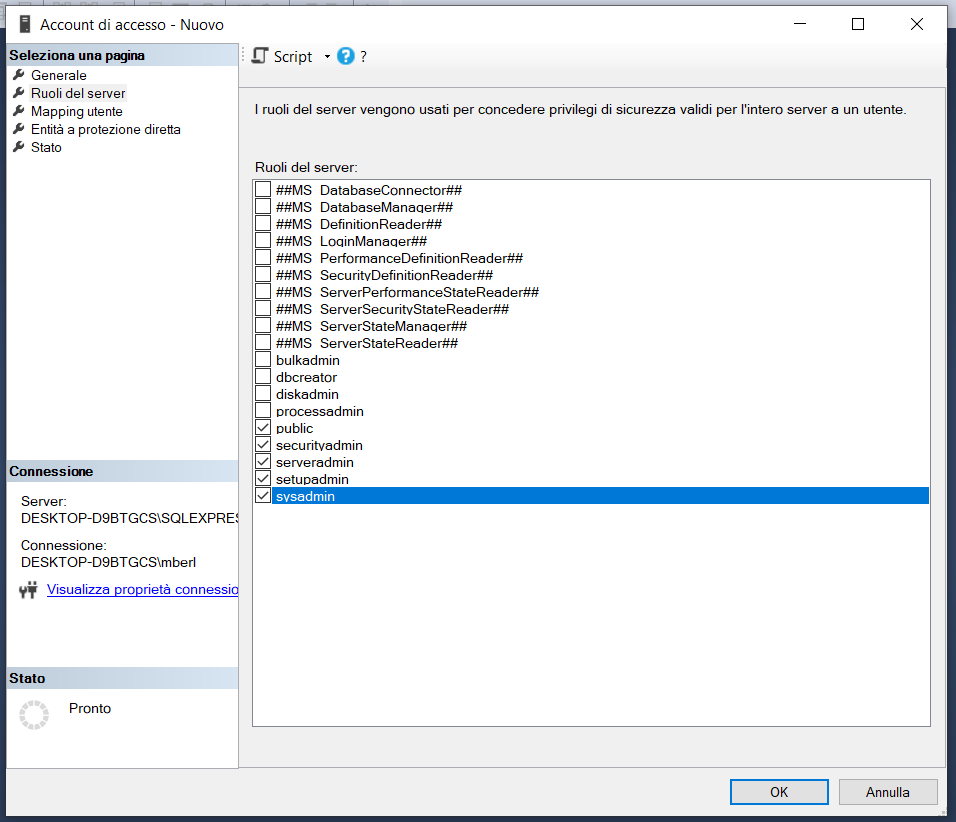 Account di accesso - Nuovo
Seleziona una pagina
Generale
Ruoli del server
Mapping utente
Entità a protezione diretta
Stato
Script
?
?
I ruoli del server vengono usati per concedere privilegi di sicurezza validi per l'intero server a un utente.
Ruoli del server:
##MS_DatabaseConnector##
##MS_DatabaseManager##
##MS_DefinitionReader##
##MS_LoginManager##
##MS_PerformanceDefinitionReader##
##MS_SecurityDefinitionReader##
##MS_ServerPerformanceStateReader##
##MS_ServerSecurityStateReader##
##MS_ServerStateManager##
##MS_ServerStateReader##
bulkadmin
dbcreator
diskadmin
processadmin
public
securityadmin
serveradmin
setupadmin
sysadmin
Connessione
Server:
DESKTOP-D9BTGCS\SQLEXPRES
Connessione:
DESKTOP-D9BTGCS\mberl
Visualizza proprietà connessio
Stato
Pronto
OK
Annulla